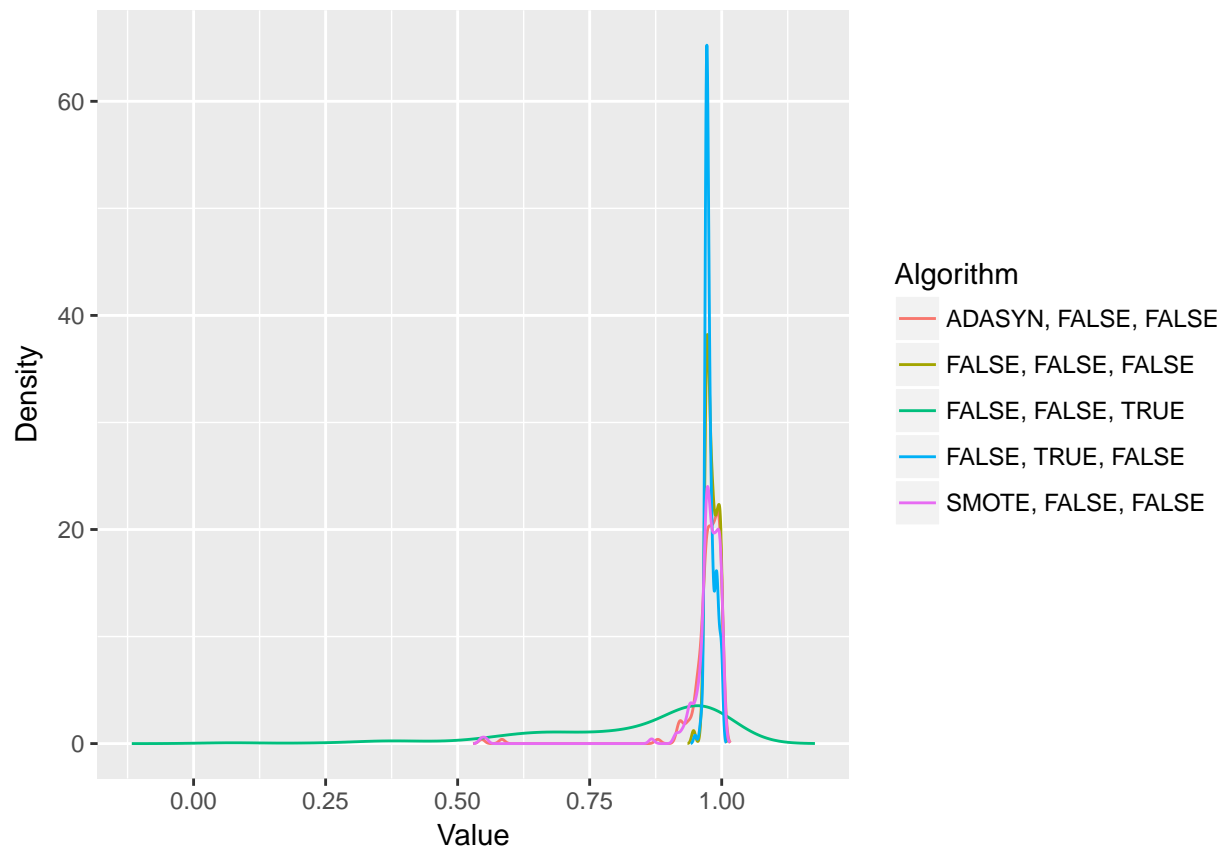 60
40
20
0
Density
0.00 0.25 0.50 0.75 1.00
Value
Algorithm
ADASYN, FALSE, FALSE
FALSE, FALSE, FALSE
FALSE, FALSE, TRUE
FALSE, TRUE, FALSE
SMOTE, FALSE, FALSE